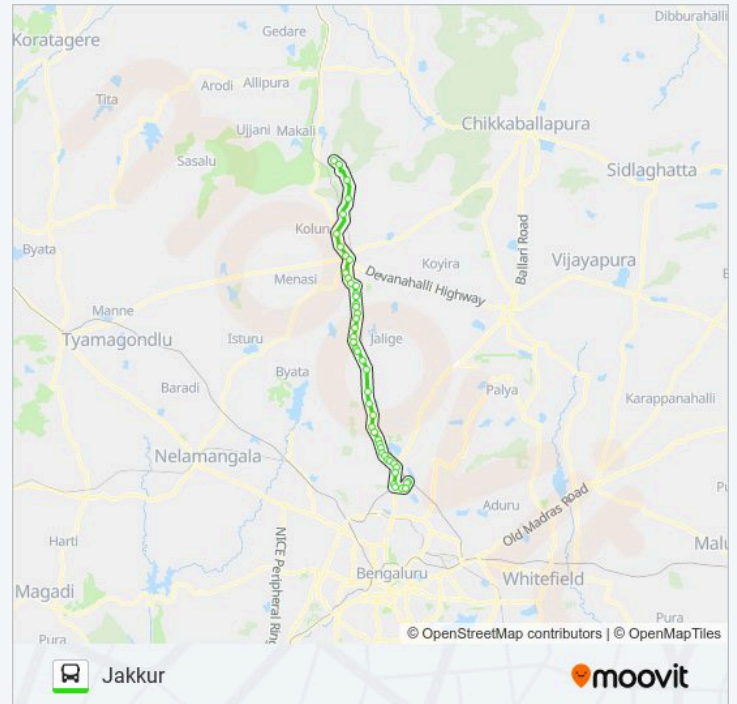 Dibburahalli
Gedare
Koratagere
Arodi Allipura
Tita
Ujjani Makali
Chikkaballapura
Sasalu
Sidlaghatta
Kolun
Ballari Road
Byata
Koyira
Vijayapura
Menasi
Devanahalli Highway
Manne
Tyamagondlu
Isturu
Jalige
Byata
Baradi
Palya
Karappanahalli
Nelamangala
Aduru
Old Madras Road
Harti
NICE Peripheral Ring
Malu
Bengaluru
Whitefield
Magadi
Pura
Pura
© OpenStreetMap contributors | © OpenMapTiles
Jakkur
moovit